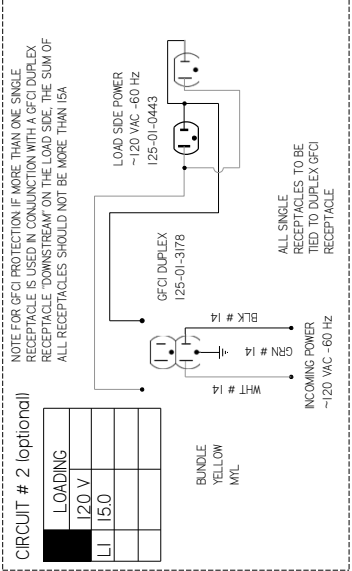 CIRCUIT # 2 (optional)
NOTE FOR GFCI PROTECTION: IF MORE THAN ONE SINGLE
RECEPTACLE IS USED IN CONJUNCTION WITH A GFCI DUPLEX
RECEPTACLE "DOWNSTREAM" ON THE LOAD SIDE, THE SUM OF
ALL RECEPTACLES SHOULD NOT BE MORE THAN 15A
LOADING
120 V
L1 15.0
BUNDLE
YELLOW
MYL
GFCI DUPLEX
125-01-3178
LOAD SIDE POWER
~120 VAC -60 Hz
125-01-0443
WHT # 14
GRN # 14
BLK # 14
INCOMING POWER
~120 VAC -60 Hz
ALL SINGLE
RECEPTACLES TO BE
TIED TO DUPLEX GFCI
RECEPTACLE